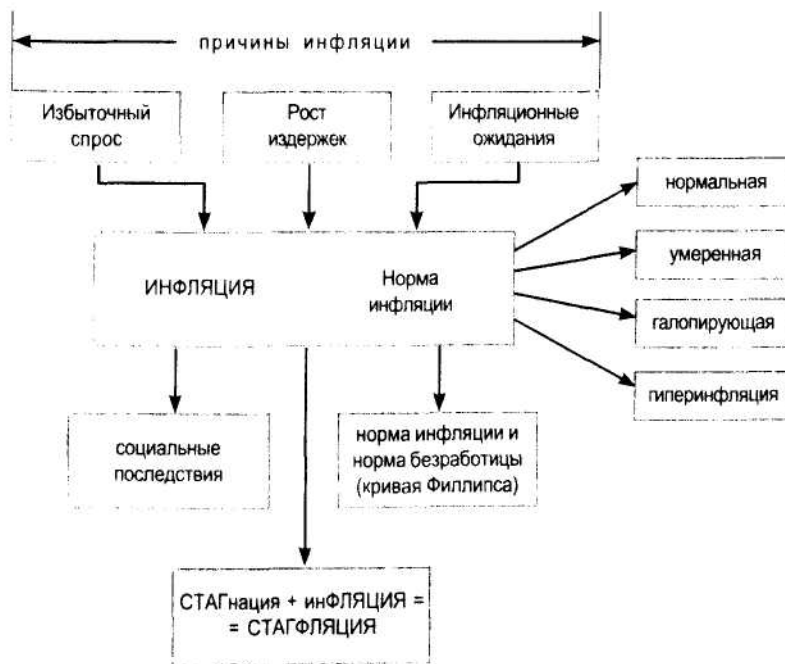 причины инфляции
Избыточный
спрос
Рост
издержек
Инфляционные
ожидания
нормальная
умеренная
галопирующая
гиперинфляция
ИНФЛЯЦИЯ
Норма
инфляции
социальные
последствия
норма инфляции и
норма безработицы
(кривая Филлипса)
СТАГнация + инФЛЯЦИЯ =
= СТАГФЛЯЦИЯ